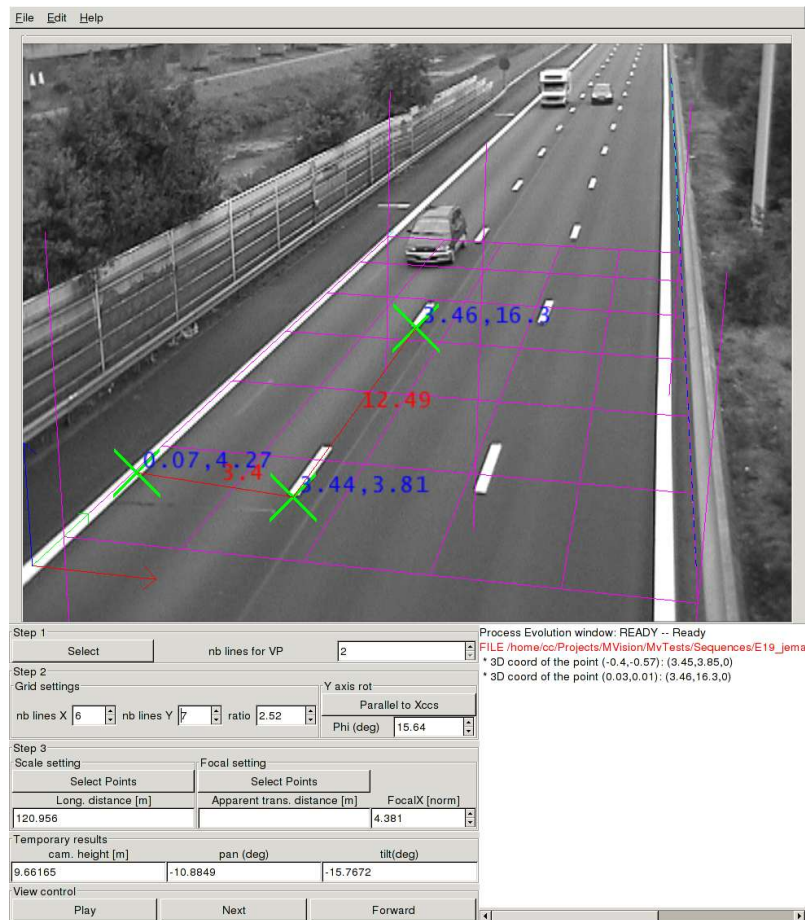 File Edit Help
3.46,16.3
12.49
0.07,4.27
3.4
3.44,3.81
Step 1
Select nb lines for VP 2
Step 2
Grid settings Y axis rot
Parallel to Xccs
nb lines X 6 nb lines Y 7 ratio 2.52
Phi (deg) 15.64
Step 3
Scale setting Focal setting
Select Points Select Points
Long. distance [m] Apparent trans. distance [m] FocalX [norm]
120.956 4.381
Temporary results
cam. height [m] pan (deg) tilt(deg)
9.66165 -10.8849 -15.7672
View control
Play Next Forward
Process Evolution window: READY -- Ready
FILE /home/cc/Projects/MVision/MvTests/Sequences/E19_jema
* 3D coord of the point (-0.4,-0.57): (3.45,3.85,0)
* 3D coord of the point (0.03,0.01): (3.46,16.3,0)